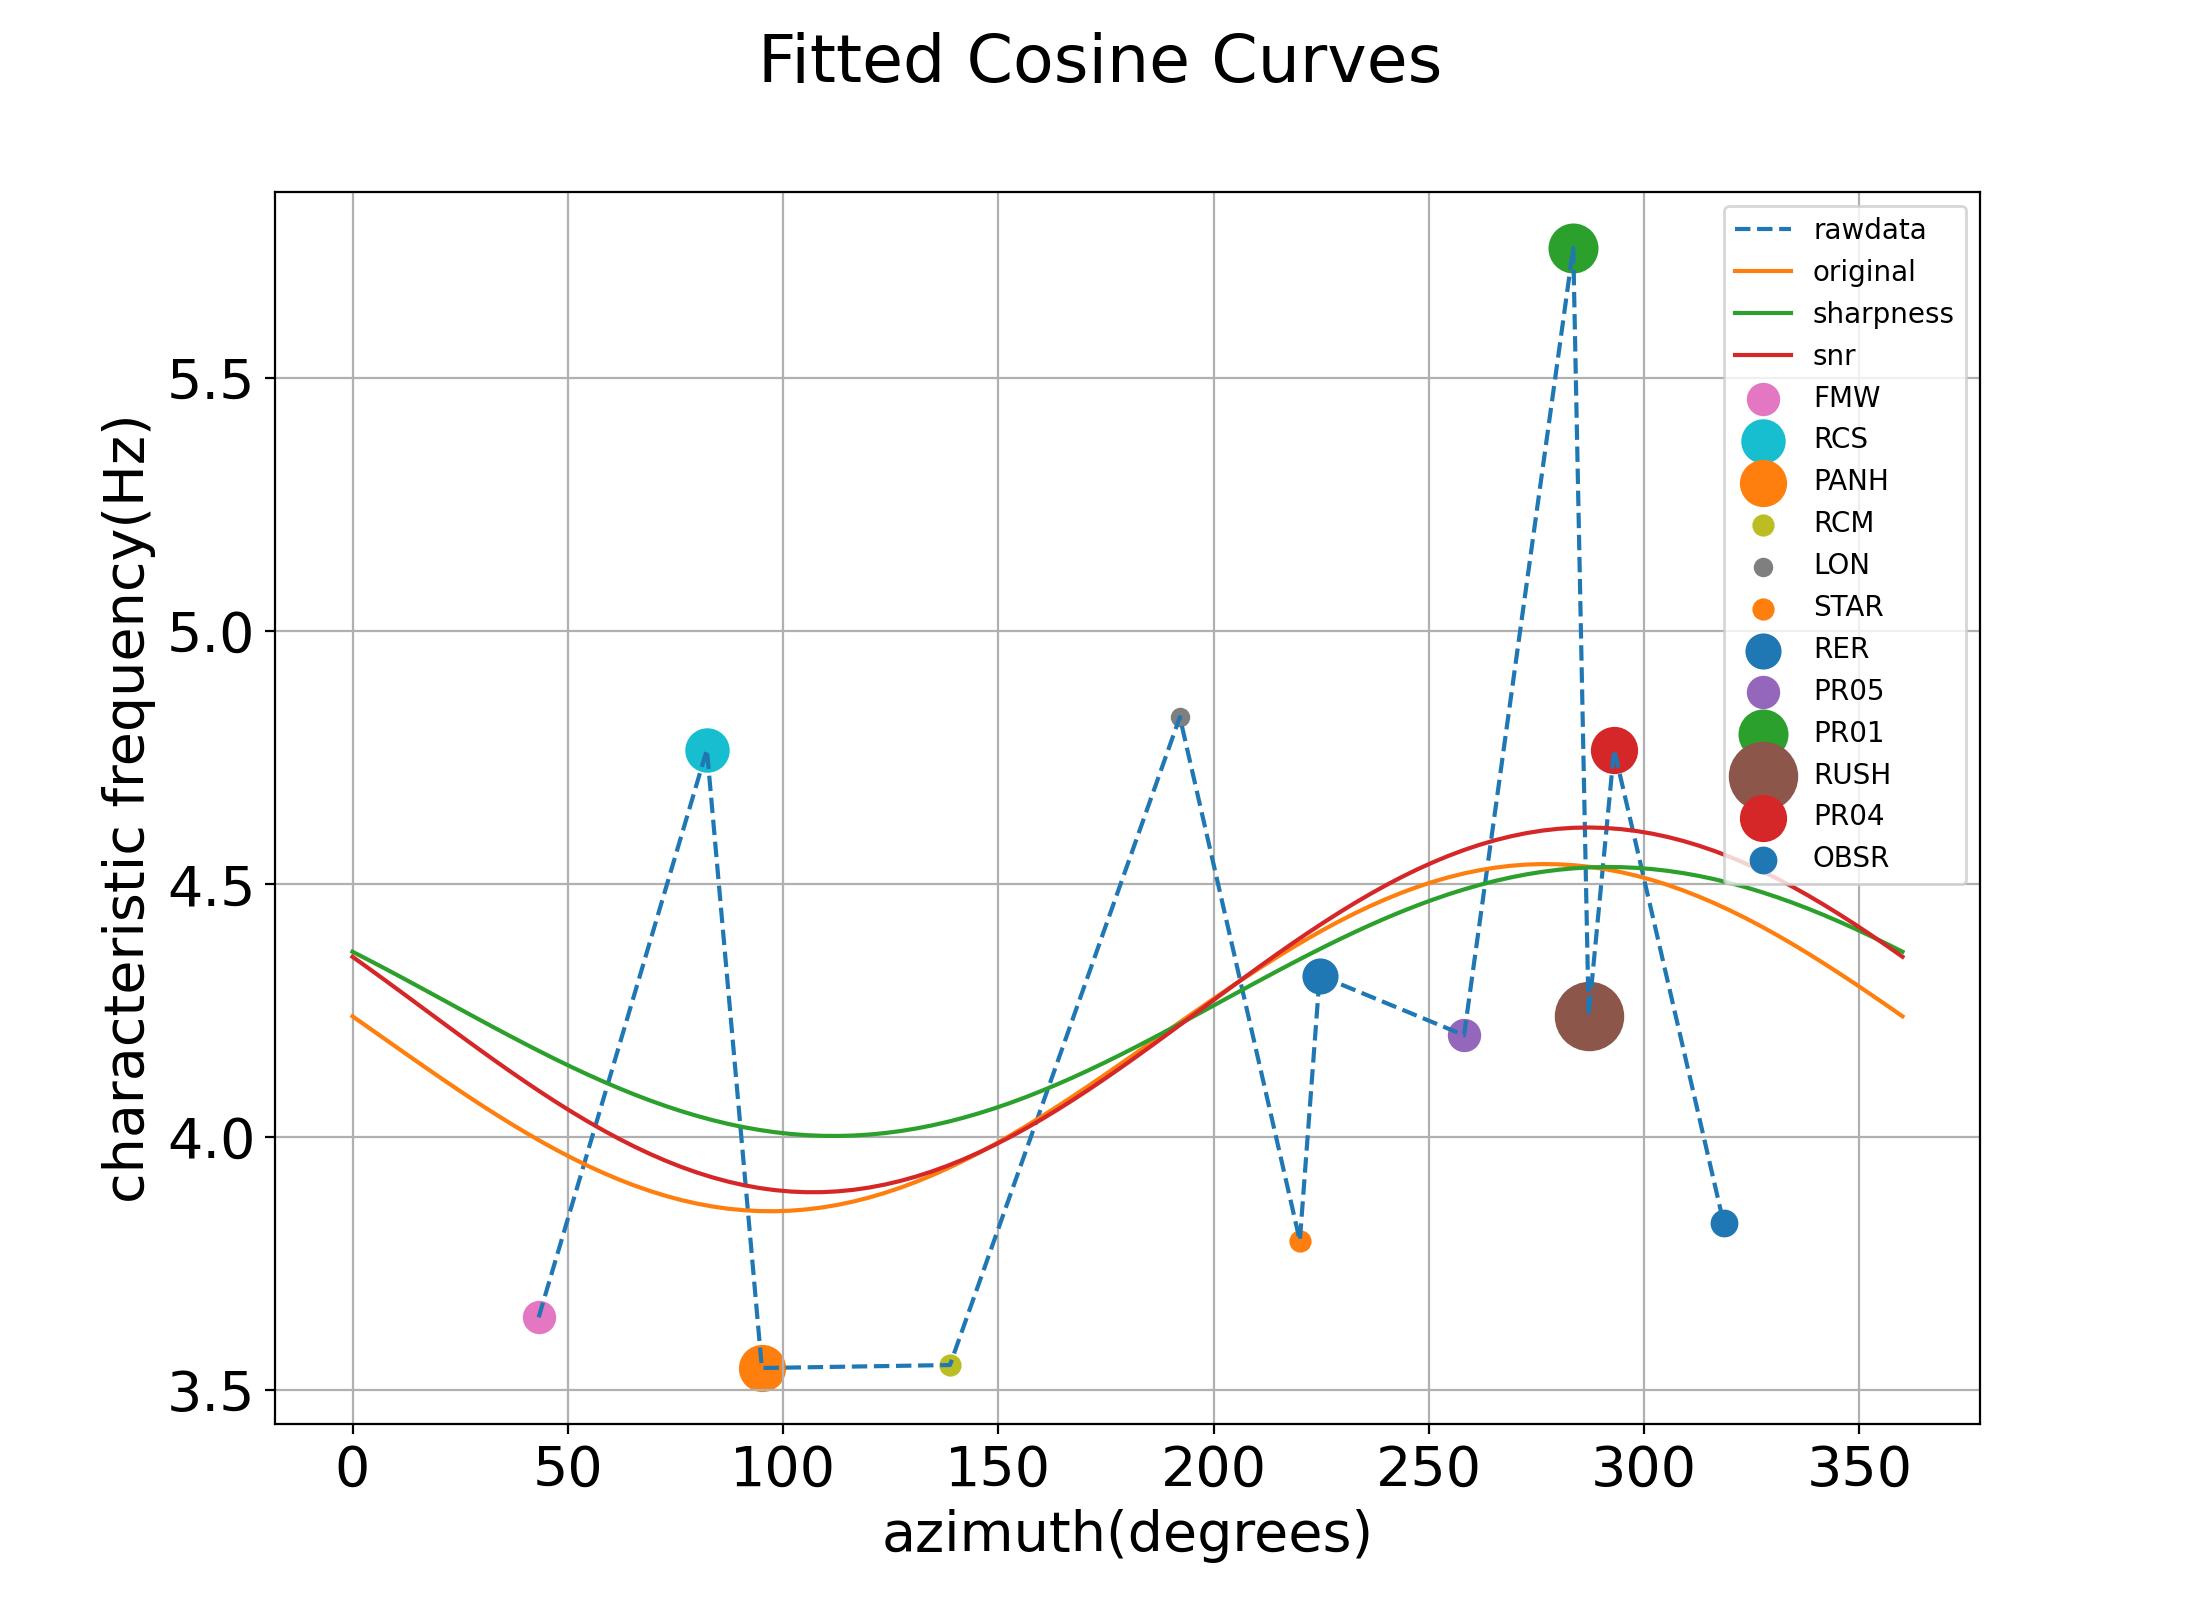 Fitted Cosine Curves
characteristic frequency(Hz)
5.5
5.0
4.5
4.0
3.5
0 50 100 150 200 250 300 350
azimuth(degrees)
rawdata
original
sharpness
snr
FMW
RCS
PANH
RCM
LON
STAR
RER
PR05
PR01
RUSH
PR04
OBSR